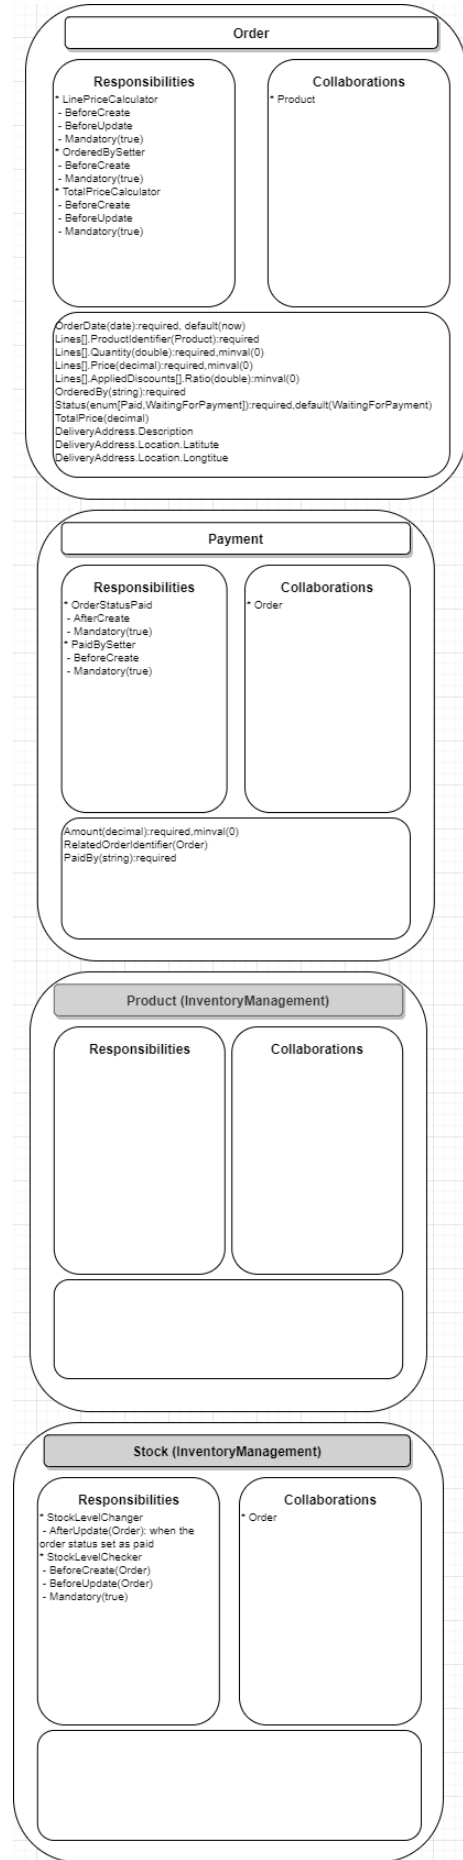 Order
Responsibilities
* LinePriceCalculator
- BeforeCreate
- BeforeUpdate
- Mandatory(true)
* OrderedBySetter
- BeforeCreate
- Mandatory(true)
* TotalPriceCalculator
- BeforeCreate
- BeforeUpdate
- Mandatory(true)
Collaborations
* Product
OrderDate(date):required, default(now)
Lines[].ProductIdentifier(Product):required
Lines[].Quantity(double):required,minval(0)
Lines[].Price(decimal):required,minval(0)
Lines[].AppliedDiscounts[].Ratio(double):minval(0)
OrderedBy(string):required
Status(enum[Paid,WaitingForPayment]):required,default(WaitingForPayment)
TotalPrice(decimal)
DeliveryAddress.Description
DeliveryAddress.Location.Latitute
DeliveryAddress.Location.Longtitue
Payment
Responsibilities
* OrderStatusPaid
- AfterCreate
- Mandatory(true)
* PaidBySetter
- BeforeCreate
- Mandatory(true)
Collaborations
* Order
Amount(decimal):required,minval(0)
RelatedOrderIdentifier(Order)
PaidBy(string):required
Product (InventoryManagement)
Responsibilities
Collaborations
Stock (InventoryManagement)
Responsibilities
* StockLevelChanger
- AfterUpdate(Order): when the
order status set as paid
* StockLevelChecker
- BeforeCreate(Order)
- BeforeUpdate(Order)
- Mandatory(true)
Collaborations
* Order